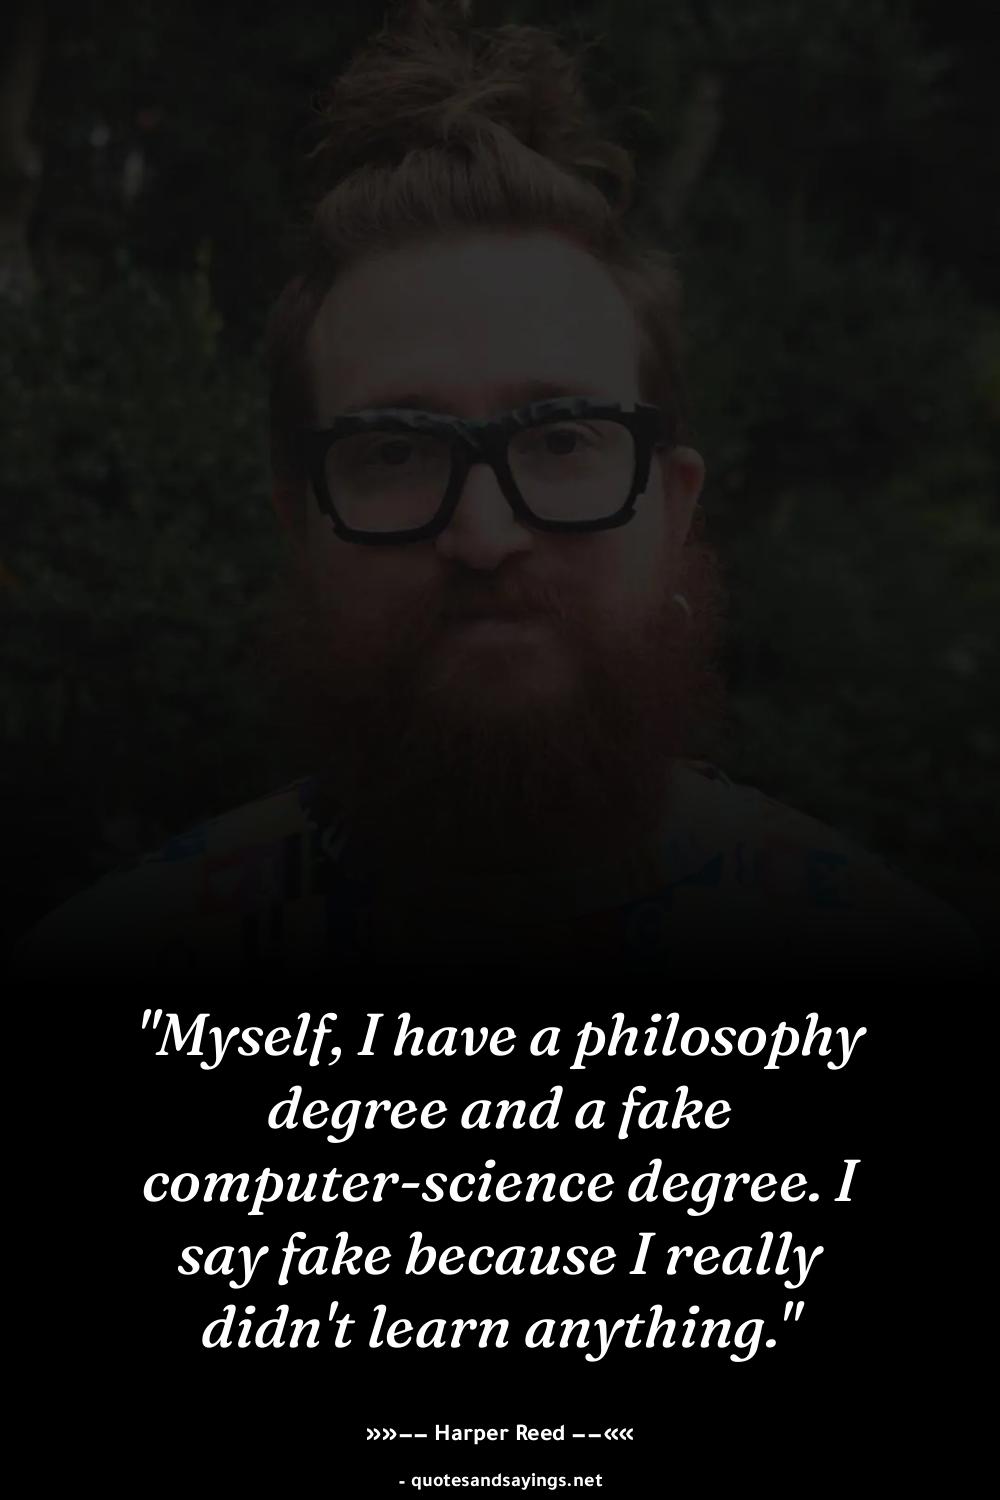 "Myself, I have a philosophy
degree and a fake
computer-science degree. I
say fake because I really
didn't learn anything."
»»–– Harper Reed ––««
- quotesandsayings.net